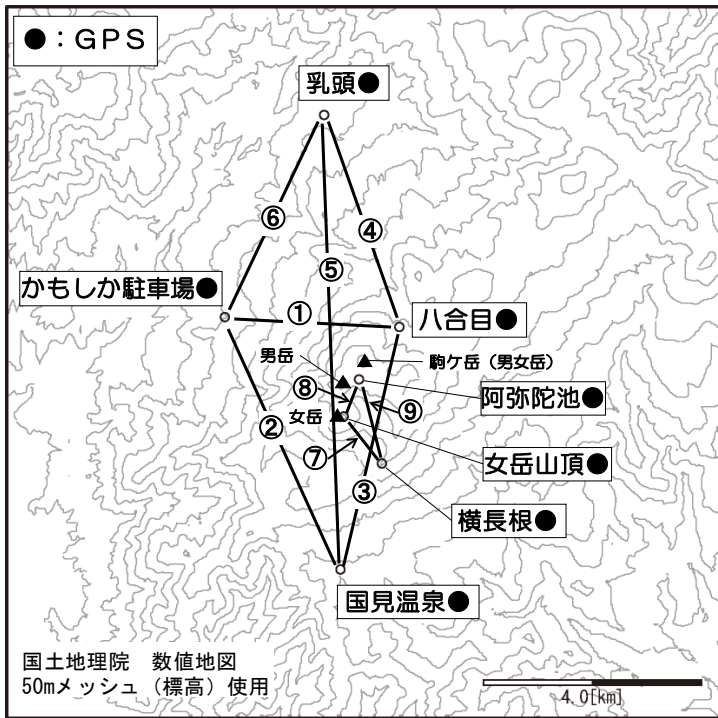 ●：ＧＰＳ
乳頭●
⑥
④
⑤
かもしか駐車場●
①
八合目●
男岳
駒ケ岳（男女岳）
⑧
阿弥陀池●
女岳
⑨
②
⑦
女岳山頂●
③
横長根●
国見温泉●
国土地理院　数値地図
50mメッシュ（標高）使用
4.0[km]